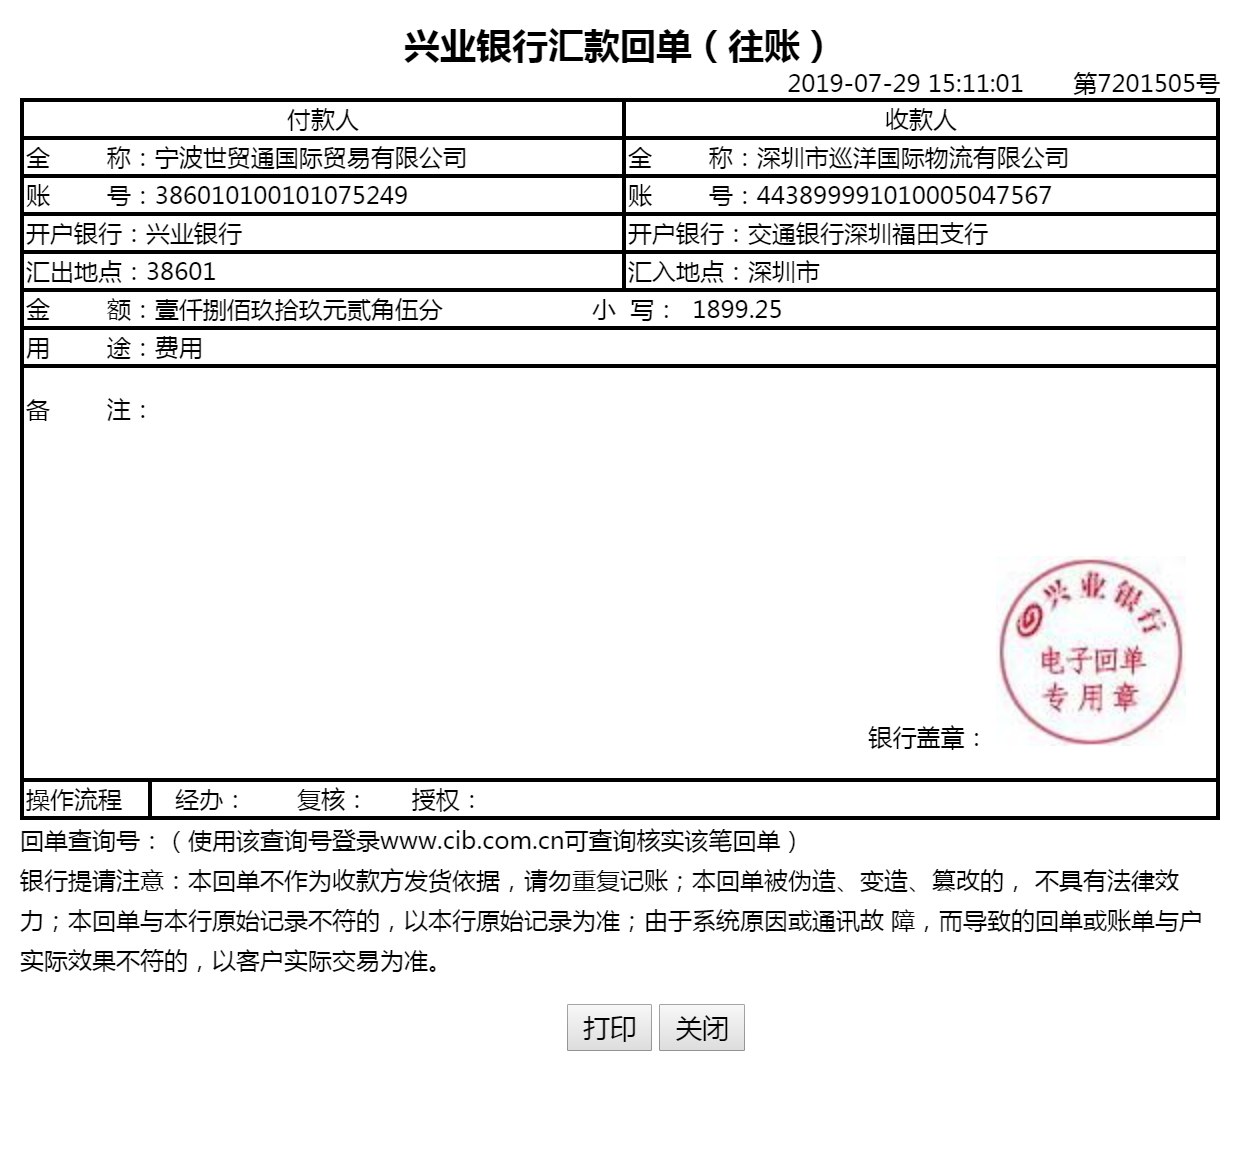 兴业银行汇款回单（往账）
2019-07-29 15:11:01 第7201505号
付款人 收款人
全 称：宁波世贸通国际贸易有限公司 全 称：深圳市巡洋国际物流有限公司
账 号：386010100101075249 账 号：443899991010005047567
开户银行：兴业银行 开户银行：交通银行深圳福田支行
汇出地点：38601 汇入地点：深圳市
金 额：壹仟捌佰玖拾玖元贰角伍分 小 写： 1899.25
用 途：费用
备 注：
兴业银行
电子回单
专用章
银行盖章：
操作流程 经办： 复核： 授权：
回单查询号：（使用该查询号登录www.cib.com.cn可查询核实该笔回单）
银行提请注意：本回单不作为收款方发货依据，请勿重复记账；本回单被伪造、变造、篡改的， 不具有法律效
力；本回单与本行原始记录不符的，以本行原始记录为准；由于系统原因或通讯故 障，而导致的回单或账单与户
实际效果不符的，以客户实际交易为准。
打印 关闭